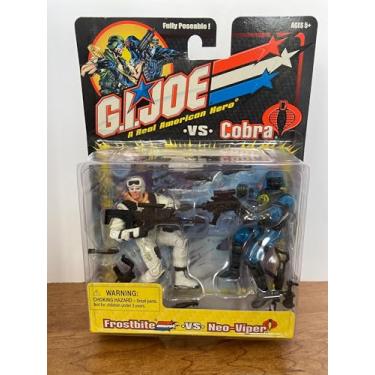 Fully Poseable !
AGES 5+
G.I.JOE
A Real American Hero
•VS• Cobra
WARNING:
CHOKING HAZARD - Small parts.
Not for children under 3 years.
Frostbite •VS• Neo-Viper